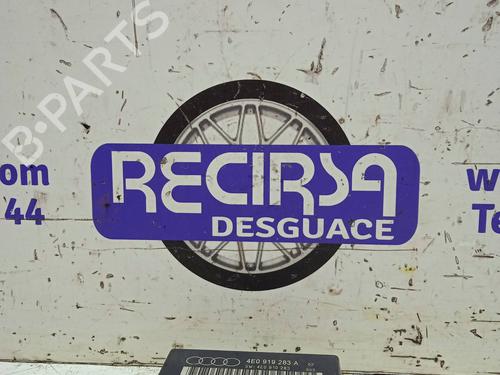 B-PARTS
RECIRSA
DESGUACE
om
44
w
Te
4E0 919 283 A